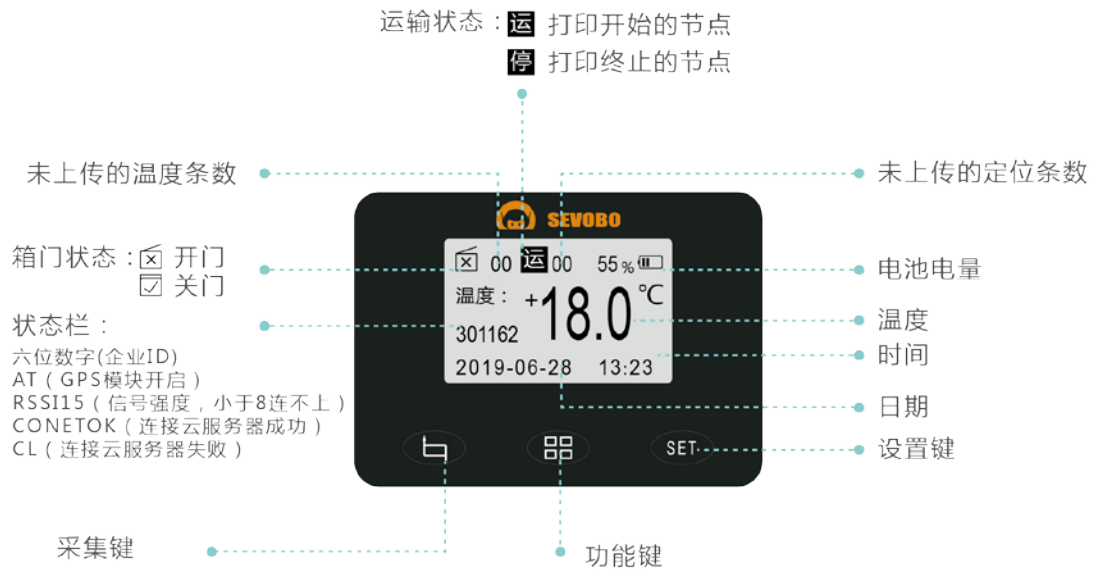 运输状态：运 打印开始的节点
停 打印终止的节点
未上传的温度条数
未上传的定位条数
箱门状态：开门
关门
状态栏：
六位数字(企业ID)
AT（GPS模块开启）
RSSI15（信号强度，小于8连不上）
CONETOK（连接云服务器成功）
CL（连接云服务器失败）
SEVOBO
00 运 00 55%
温度： +18.0℃
301162
2019-06-28 13:23
SET
电池电量
温度
时间
日期
设置键
采集键
功能键